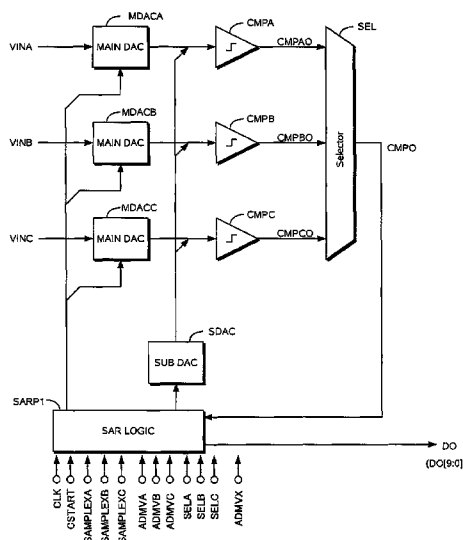 MDACA
CMPA
SEL
VINA
MAIN DAC
CMPAO
MDACB
CMPB
VINB
MAIN DAC
CMPBO
Selector
CMPO
MDACC
CMPC
VINC
MAIN DAC
CMPCO
SDAC
SUB DAC
SARP1
SAR LOGIC
DO
(DO[9:0])
CLK
CSTART
SAMPLEXA
SAMPLEXB
SAMPLEXC
ADMVA
ADMVB
ADMVC
SELA
SELB
SELC
ADMVX